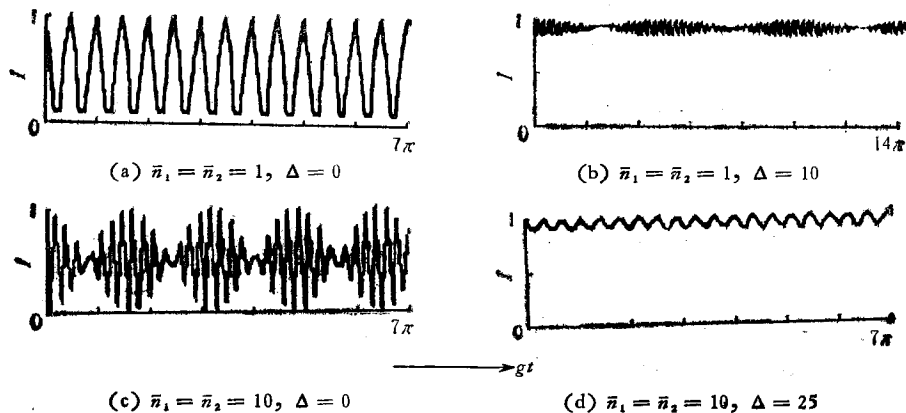 1
I
0
7π
(a) n̄₁ = n̄₂ = 1, Δ = 0
1
I
0
14π
(b) n̄₁ = n̄₂ = 1, Δ = 10
1
I
0
7π
(c) n̄₁ = n̄₂ = 10, Δ = 0
1
I
0
7π
(d) n̄₁ = n̄₂ = 10, Δ = 25
gt